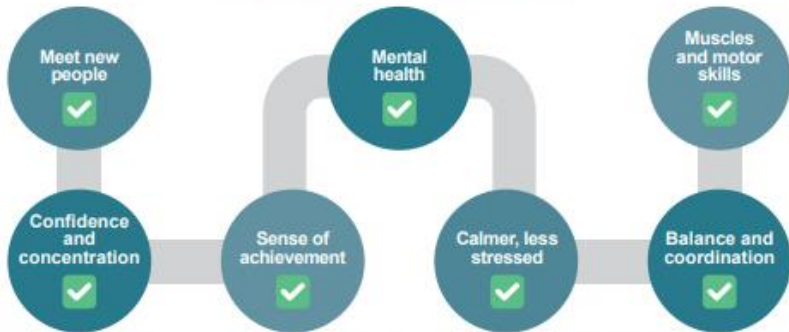 Meet new
people
Mental
health
Muscles
and motor
skills
Confidence
and
concentration
Sense of
achievement
Calmer, less
stressed
Balance and
coordination